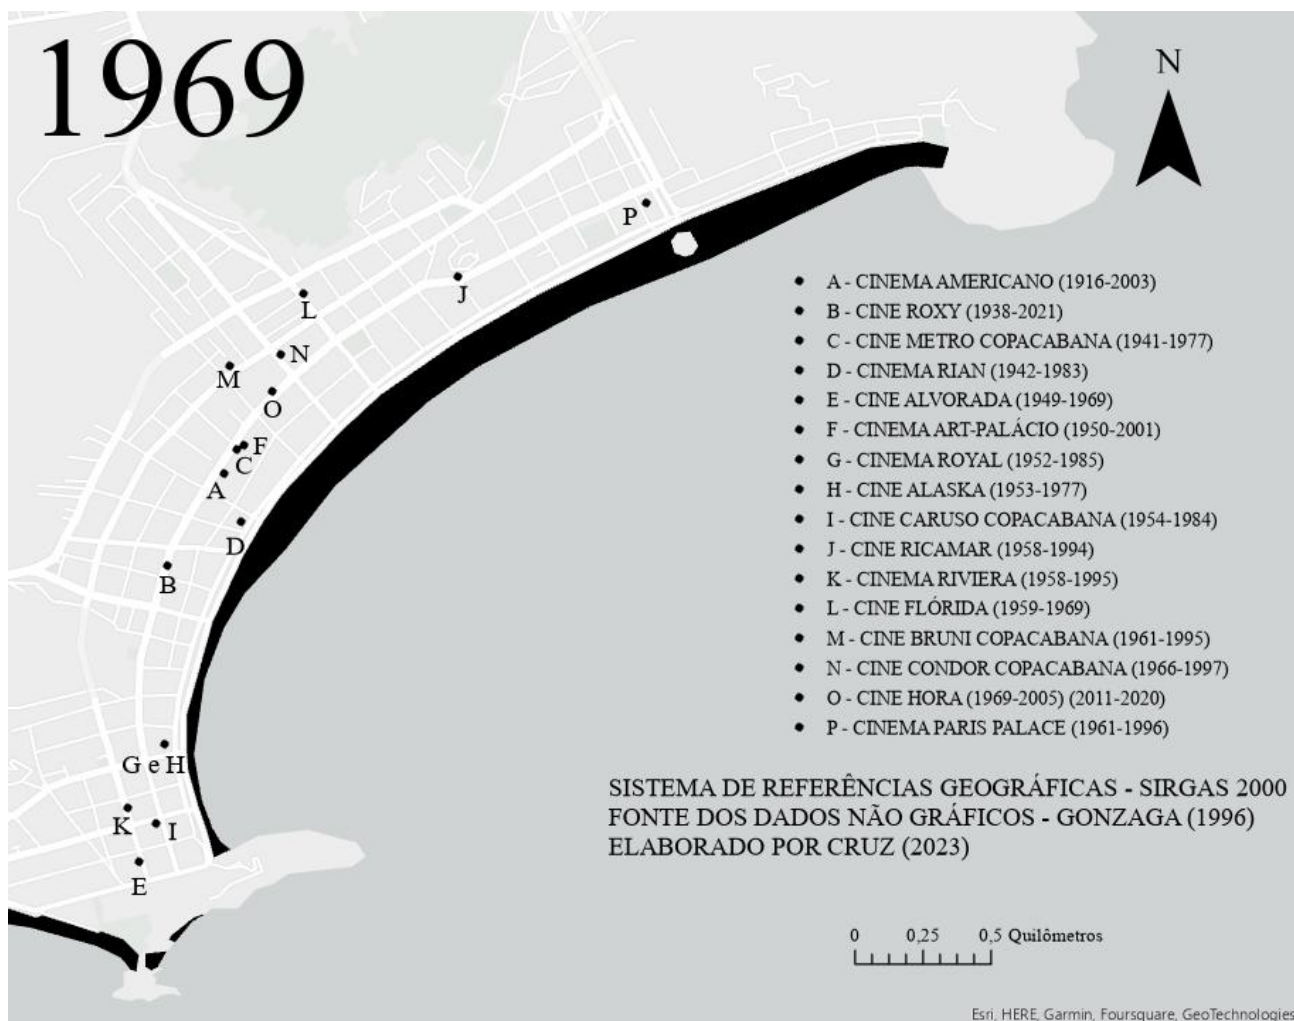 1969
N
P
J
L
N
M
O
F
C
A
D
B
G e H
K
I
E
A - CINEMA AMERICANO (1916-2003)
B - CINE ROXY (1938-2021)
C - CINE METRO COPACABANA (1941-1977)
D - CINEMA RIAN (1942-1983)
E - CINE ALVORADA (1949-1969)
F - CINEMA ART-PALÁCIO (1950-2001)
G - CINEMA ROYAL (1952-1985)
H - CINE ALASKA (1953-1977)
I - CINE CARUSO COPACABANA (1954-1984)
J - CINE RICAMAR (1958-1994)
K - CINEMA RIVIERA (1958-1995)
L - CINE FLÓRIDA (1959-1969)
M - CINE BRUNI COPACABANA (1961-1995)
N - CINE CONDOR COPACABANA (1966-1997)
O - CINE HORA (1969-2005) (2011-2020)
P - CINEMA PARIS PALACE (1961-1996)
SISTEMA DE REFERÊNCIAS GEOGRÁFICAS - SIRGAS 2000
FONTE DOS DADOS NÃO GRÁFICOS - GONZAGA (1996)
ELABORADO POR CRUZ (2023)
0 0,25 0,5 Quilômetros
Esri, HERE, Garmin, Foursquare, GeoTechnologies